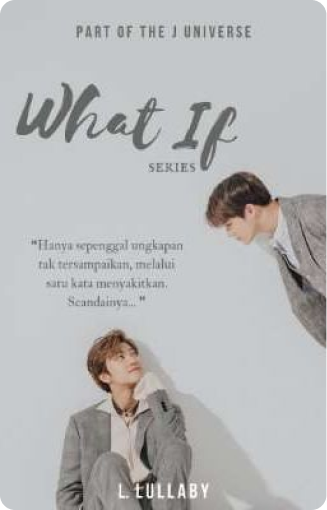 PART OF THE J UNIVERSE
What If
SERIES
“Hanya sepenggal ungkapan
tak tersampaikan, melalui
satu kata menyakitkan.
Seandainya... ”
L. LULLABY